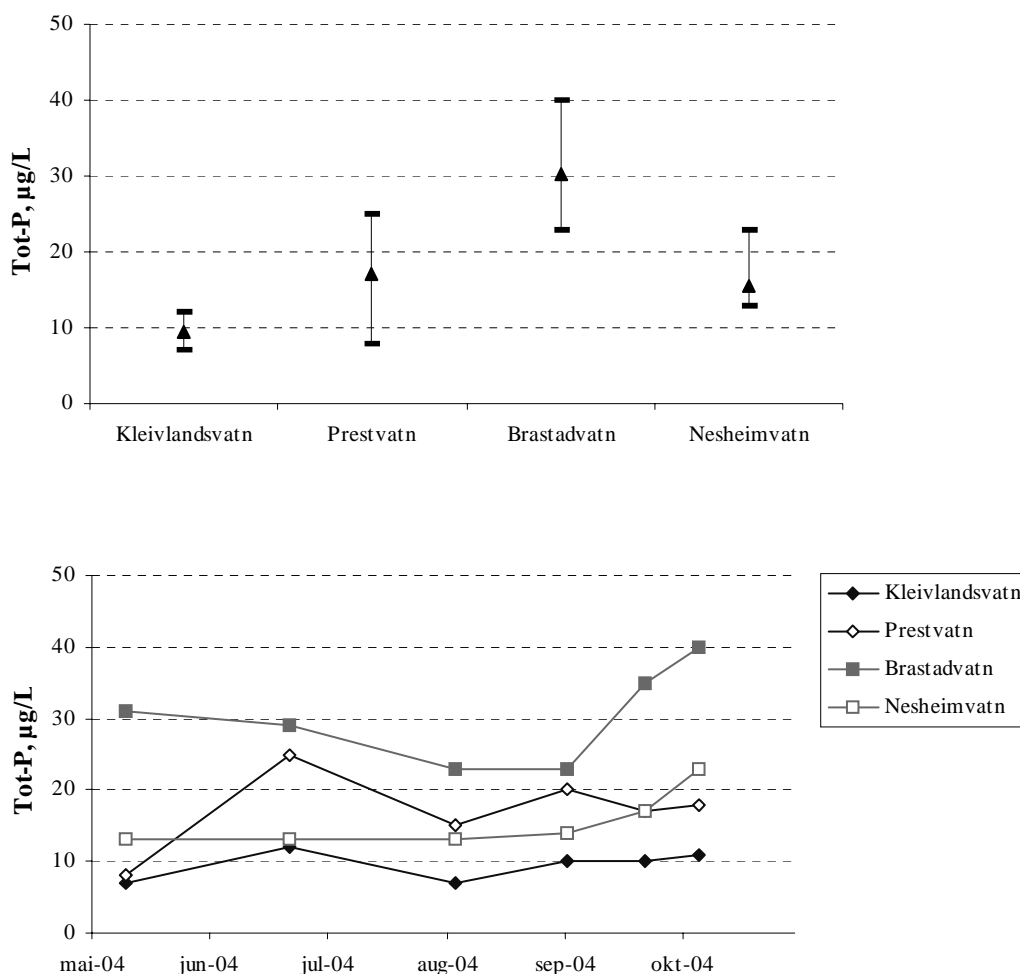 50
40
30
20
10
0
Tot-P, µg/L
Kleivlandsvatn Prestvatn Brastadvatn Nesheimvatn
50
40
30
20
10
0
Tot-P, µg/L
mai-04 jun-04 jul-04 aug-04 sep-04 okt-04
Kleivlandsvatn
Prestvatn
Brastadvatn
Nesheimvatn